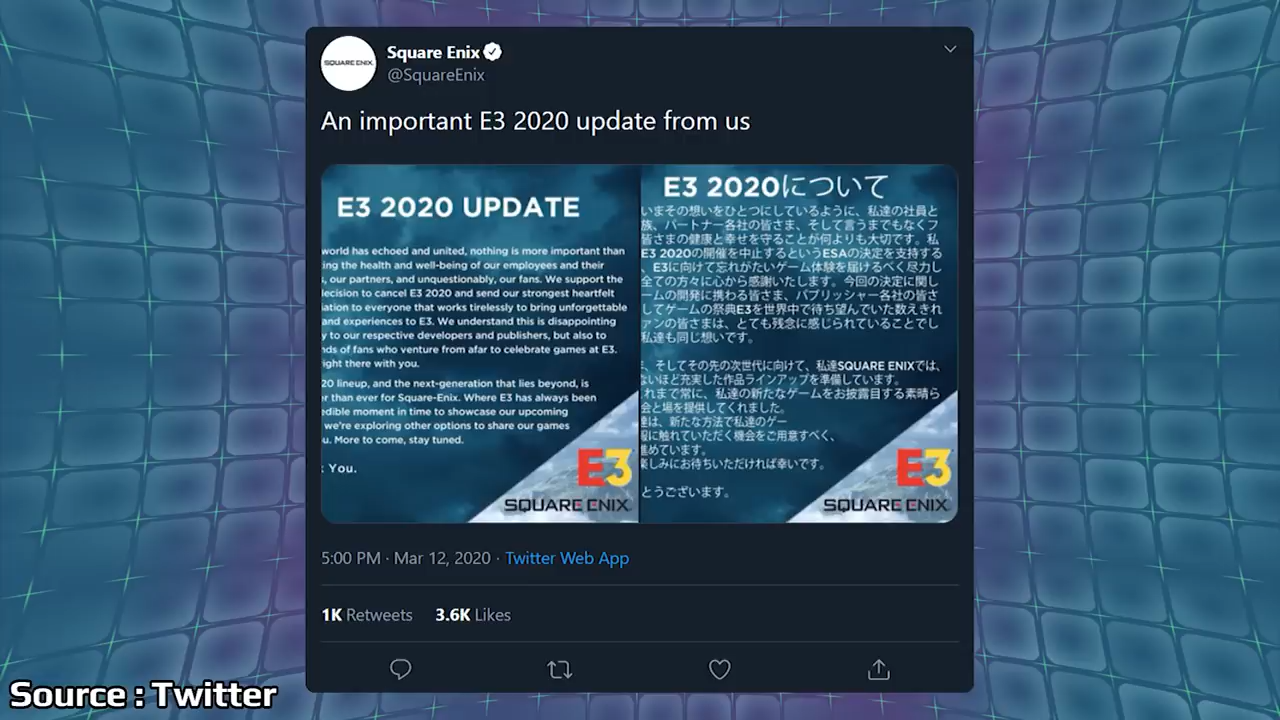 SQUARE ENIX
Square Enix
@SquareEnix
An important E3 2020 update from us
E3 2020 UPDATE
world has echoed and united, nothing is more important than
ing the health and well-being of our employees and their
, our partners, and unquestionably, our fans. We support the
decision to cancel E3 2020 and send our strongest heartfelt
iation to everyone that works tirelessly to bring unforgettable
and experiences to E3. We understand this is disappointing
y to our respective developers and publishers, but also to
nds of fans who venture from afar to celebrate games at E3.
ight there with you.
20 lineup, and the next-generation that lies beyond, is
er than ever for Square-Enix. Where E3 has always been
edible moment in time to showcase our upcoming
we're exploring other options to share our games
u. More to come, stay tuned.
k You.
E3
SQUARE ENIX
E3 2020について
いまその想いをひとつにしているように、私達の社員と
族、パートナー各社の皆さま、そして言うまでもなくフ
皆さまの健康と幸せを守ることが何よりも大切です。私
E3 2020の開催を中止するというESAの決定を支持する
、E3に向けて忘れがたいゲーム体験を届けるべく尽力し
全ての方々に心から感謝いたします。今回の決定に関し
ームの開発に携わる皆さま、パブリッシャー各社の皆さ
してゲームの祭典E3を世界中で待ち望んでいた数えきれ
ァンの皆さまは、とても残念に感じられていることでし
私達も同じ想いです。
、そしてその先の次世代に向けて、私達SQUARE ENIXでは、
ないほど充実した作品ラインアップを準備しています。
れまで常に、私達の新たなゲームをお披露目する素晴ら
会と場を提供してくれました。
達は、新たな方法で私達のゲー
報に触れていただく機会をご用意すべく、
進めています。
楽しみにお待ちいただければ幸いです。
とうございます。
E3
SQUARE ENIX
5:00 PM · Mar 12, 2020 · Twitter Web App
1K Retweets 3.6K Likes
Source : Twitter